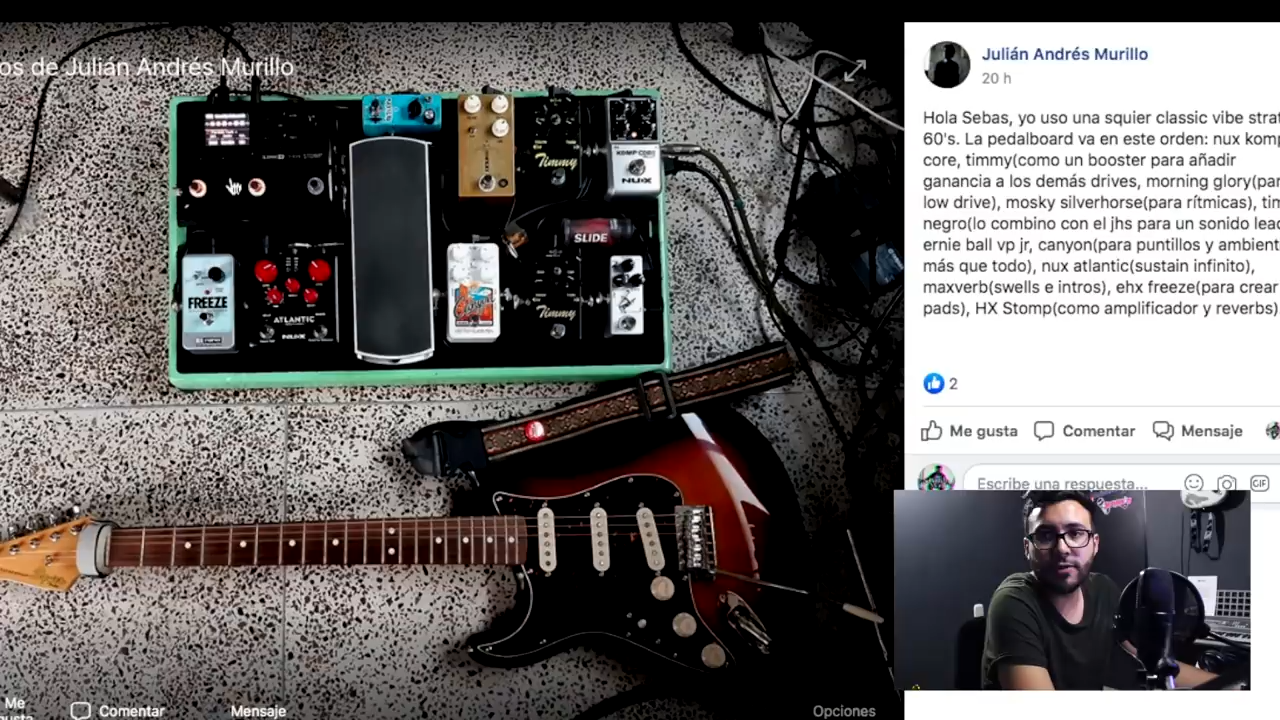 os de Julián Andrés Murillo
Julián Andrés Murillo
20 h
Hola Sebas, yo uso una squier classic vibe strat
60's. La pedalboard va en este orden: nux komp
core, timmy(como un booster para añadir
ganancia a los demás drives, morning glory(par
low drive), mosky silverhorse(para rítmicas), tim
negro(lo combino con el jhs para un sonido lead
ernie ball vp jr, canyon(para puntillos y ambient
más que todo), nux atlantic(sustain infinito),
maxverb(swells e intros), ehx freeze(para crear
pads), HX Stomp(como amplificador y reverbs)
2
Me gusta
Comentar
Mensaje
Escribe una respuesta...
GIF
Timmy
KOMP CORE
NUX
SLIDE
FREEZE
ATLANTIC
NUX
Timmy
Me
Comentar
Mensaje
Opciones